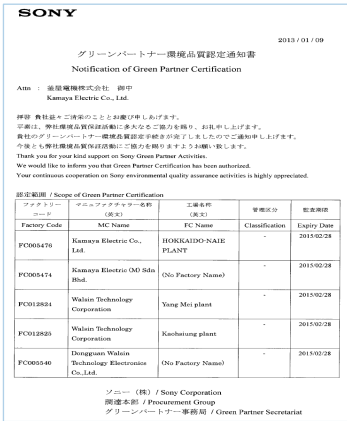 SONY
2013 / 01 / 09
グリーンパートナー環境品質認定通知書
Notification of Green Partner Certification
Attn : 釜屋電機株式会社 御中
Kamaya Electric Co., Ltd.
拝啓 貴社益々ご清栄のこととお慶び申しあげます。
平素は、弊社環境品質保証活動に多大なるご協力を賜り、お礼申し上げます。
貴社のグリーンパートナー環境品質認定手続きが完了しましたのでご通知申し上げます。
今後とも弊社環境品質保証活動にご協力を賜りますようお願い致します。
Thank you for your kind support on Sony Green Partner Activities.
We would like to inform you that Green Partner Certification has been authorized.
Your continuous cooperation on Sony environmental quality assurance activities is highly appreciated.
認定範囲 / Scope of Green Partner Certification
ファクトリーコード マニュファクチャラー名称(英文) 工場名称(英文) 管理区分 監査期限
Factory Code MC Name FC Name Classification Expiry Date
FC005476 Kamaya Electric Co., Ltd. HOKKAIDO-NAIE PLANT - 2015/02/28
FC005474 Kamaya Electric (M) Sdn Bhd. (No Factory Name) - 2015/02/28
FC012824 Walsin Technology Corporation Yang Mei plant - 2015/02/28
FC012825 Walsin Technology Corporation Kaohsiung plant - 2015/02/28
FC005540 Dongguan Walsin Technology Electronics Co.,Ltd. (No Factory Name) - 2015/02/28
ソニー(株)/ Sony Corporation
調達本部 / Procurement Group
グリーンパートナー事務局 / Green Partner Secretariat